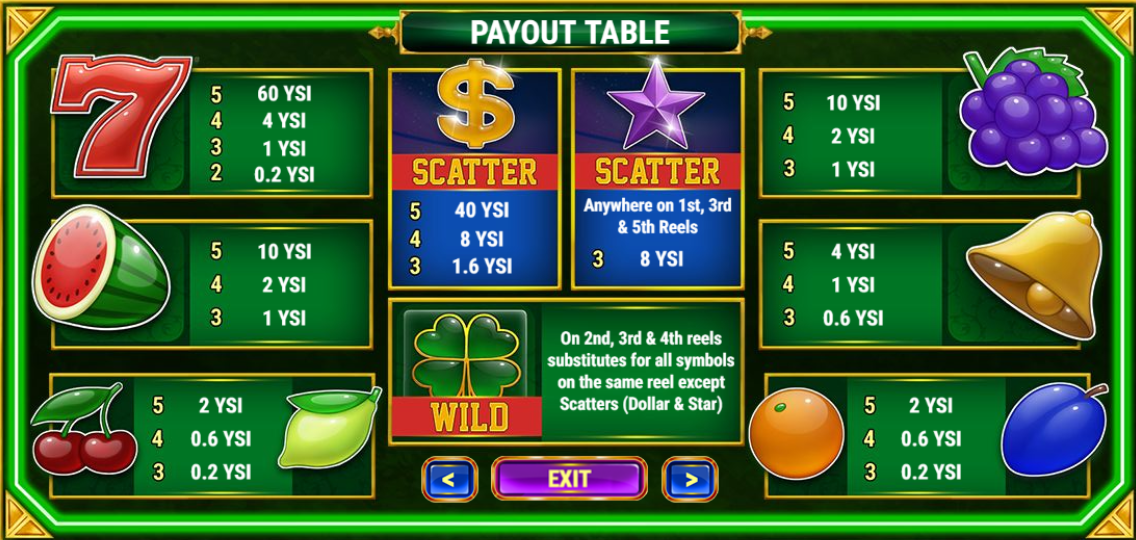 PAYOUT TABLE
5 60 YSI
4 4 YSI
3 1 YSI
2 0.2 YSI
SCATTER
5 40 YSI
4 8 YSI
3 1.6 YSI
SCATTER
Anywhere on 1st, 3rd
& 5th Reels
3 8 YSI
5 10 YSI
4 2 YSI
3 1 YSI
5 10 YSI
4 2 YSI
3 1 YSI
WILD
On 2nd, 3rd & 4th reels
substitutes for all symbols
on the same reel except
Scatters (Dollar & Star)
5 4 YSI
4 1 YSI
3 0.6 YSI
5 2 YSI
4 0.6 YSI
3 0.2 YSI
5 2 YSI
4 0.6 YSI
3 0.2 YSI
< EXIT >